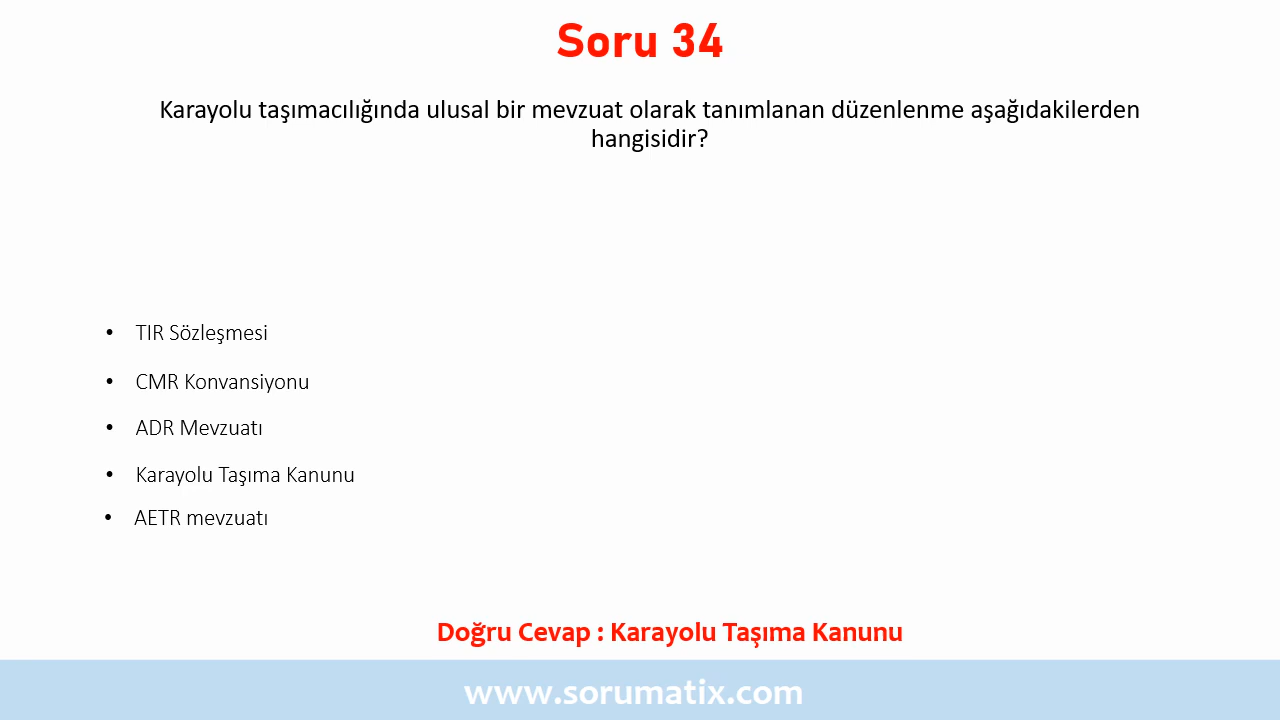 Soru 34
Karayolu taşımacılığında ulusal bir mevzuat olarak tanımlanan düzenlenme aşağıdakilerden
hangisidir?
• TIR Sözleşmesi
• CMR Konvansiyonu
• ADR Mevzuatı
• Karayolu Taşıma Kanunu
• AETR mevzuatı
Doğru Cevap : Karayolu Taşıma Kanunu
www.sorumatix.com